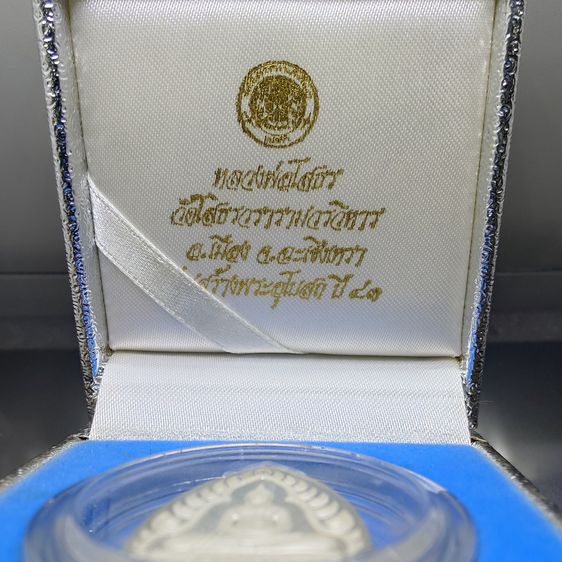 หลวงพ่อโสธร
วัดโสธรวรารามวรวิหาร
อ.เมือง จ.ฉะเชิงเทรา
สร้างพระอุโบสถ ปี ๔๑